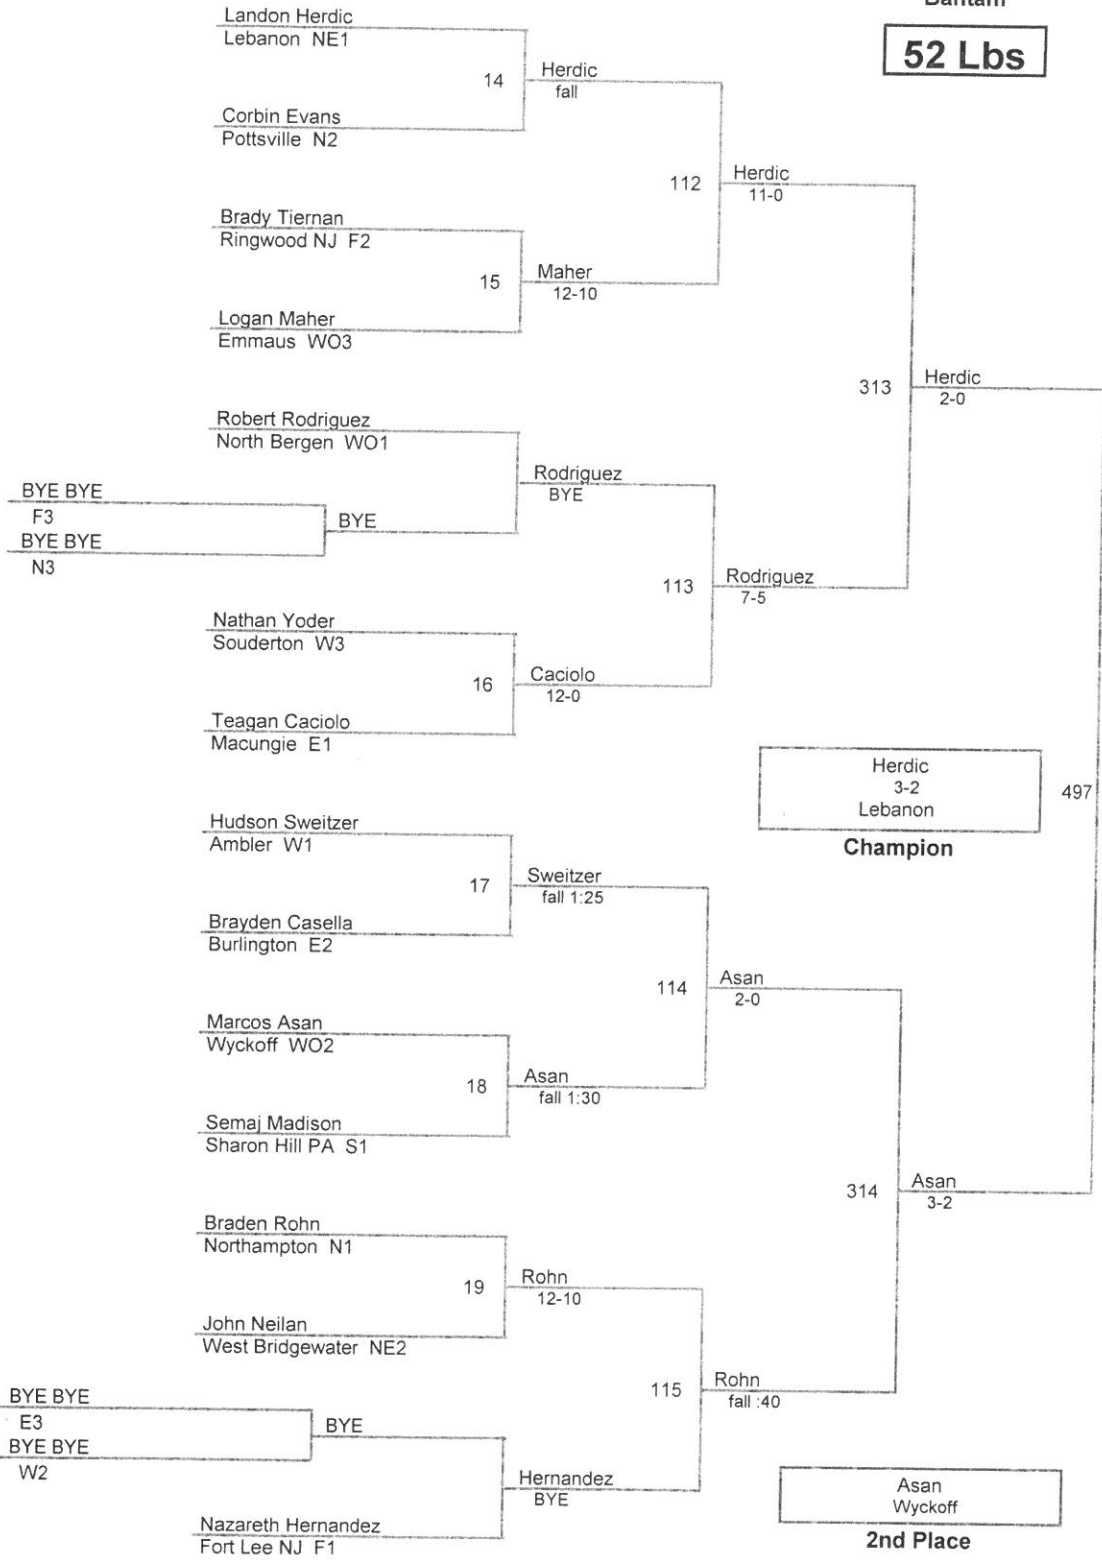 Bantam
52 Lbs
Landon Herdic
Lebanon NE1
14
Herdic
fall
Corbin Evans
Pottsville N2
112
Herdic
11-0
Brady Tiernan
Ringwood NJ F2
15
Maher
12-10
Logan Maher
Emmaus WO3
313
Herdic
2-0
Robert Rodriguez
North Bergen WO1
Rodriguez
BYE
BYE BYE
F3
BYE
BYE BYE
N3
113
Rodriguez
7-5
Nathan Yoder
Souderton W3
16
Caciolo
12-0
Teagan Caciolo
Macungie E1
Herdic
3-2
Lebanon
Champion
497
Hudson Sweitzer
Ambler W1
17
Sweitzer
fall 1:25
Brayden Casella
Burlington E2
114
Asan
2-0
Marcos Asan
Wyckoff WO2
18
Asan
fall 1:30
Semaj Madison
Sharon Hill PA S1
314
Asan
3-2
Braden Rohn
Northampton N1
19
Rohn
12-10
John Neilan
West Bridgewater NE2
115
Rohn
fall :40
BYE BYE
E3
BYE
BYE BYE
W2
Hernandez
BYE
Nazareth Hernandez
Fort Lee NJ F1
Asan
Wyckoff
2nd Place